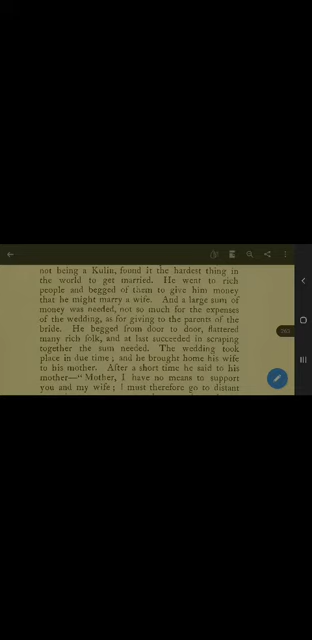 not being a Kulin, found it the hardest thing in
the world to get married. He went to rich
people and begged of them to give him money
that he might marry a wife. And a large sum of
money was needed, not so much for the expenses
of the wedding, as for giving to the parents of the
bride. He begged from door to door, flattered
many rich folk, and at last succeeded in scraping
together the sum needed. The wedding took
place in due time; and he brought home his wife
to his mother. After a short time he said to his
mother—“Mother, I have no means to support
you and my wife; I must therefore go to distant